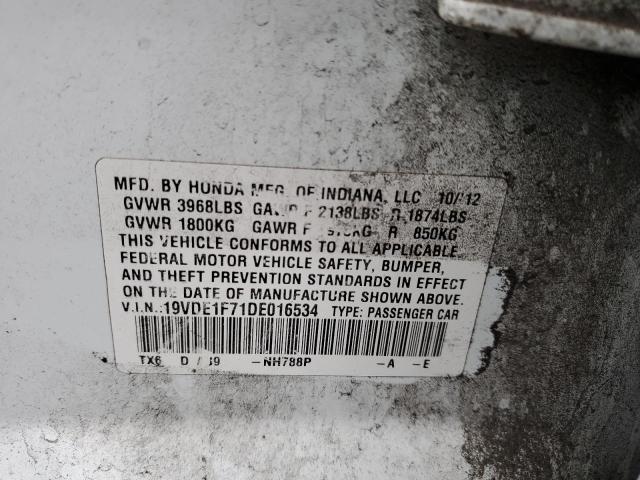 MFD. BY HONDA MFG. OF INDIANA, LLC 10/12
GVWR 3968LBS GAWR F 2138LBS R 1874LBS
GVWR 1800KG GAWR F R 850KG
THIS VEHICLE CONFORMS TO ALL APPLICABLE
FEDERAL MOTOR VEHICLE SAFETY, BUMPER,
AND THEFT PREVENTION STANDARDS IN EFFECT
ON THE DATE OF MANUFACTURE SHOWN ABOVE.
V.I.N.:19VDE1F71DE016534 TYPE: PASSENGER CAR
TX6 -NH788P -A -E